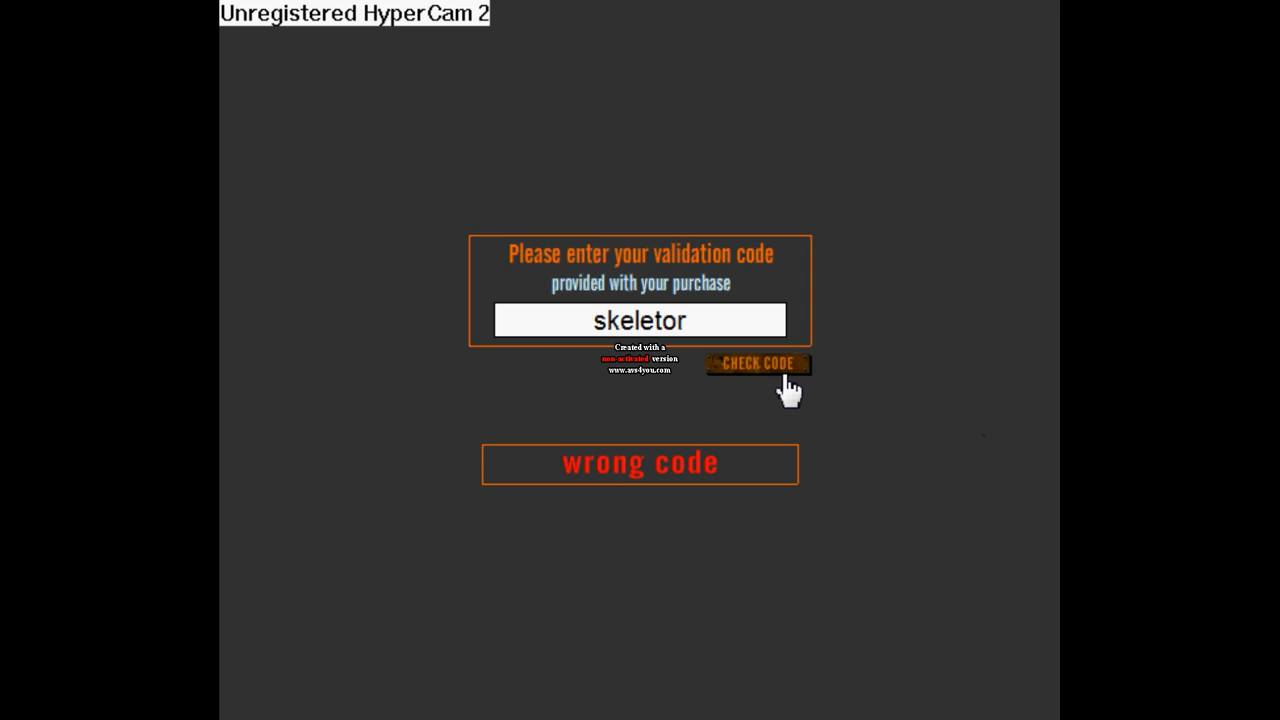 Unregistered HyperCam 2
Please enter your validation code
provided with your purchase
skeletor
Created with a
non-activated version
www.avs4you.com
CHECK CODE
wrong code